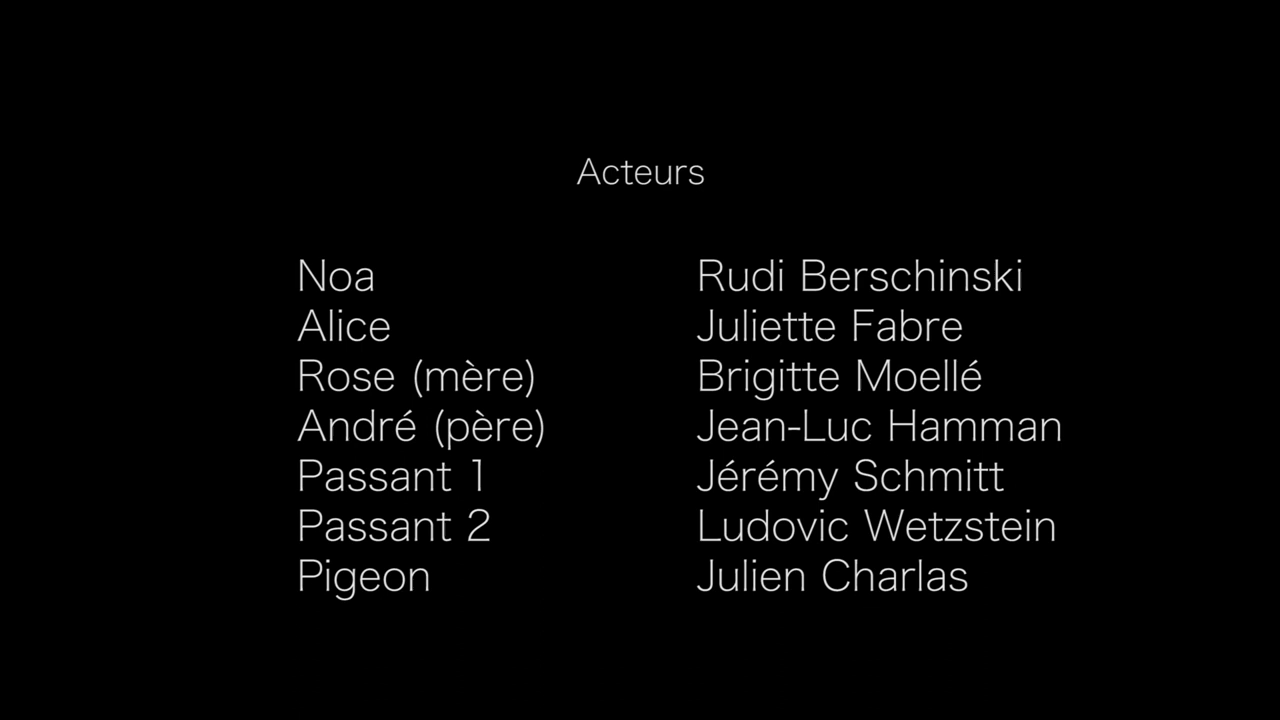 Acteurs
Noa Rudi Berschinski
Alice Juliette Fabre
Rose (mère) Brigitte Moellé
André (père) Jean-Luc Hamman
Passant 1 Jérémy Schmitt
Passant 2 Ludovic Wetzstein
Pigeon Julien Charlas